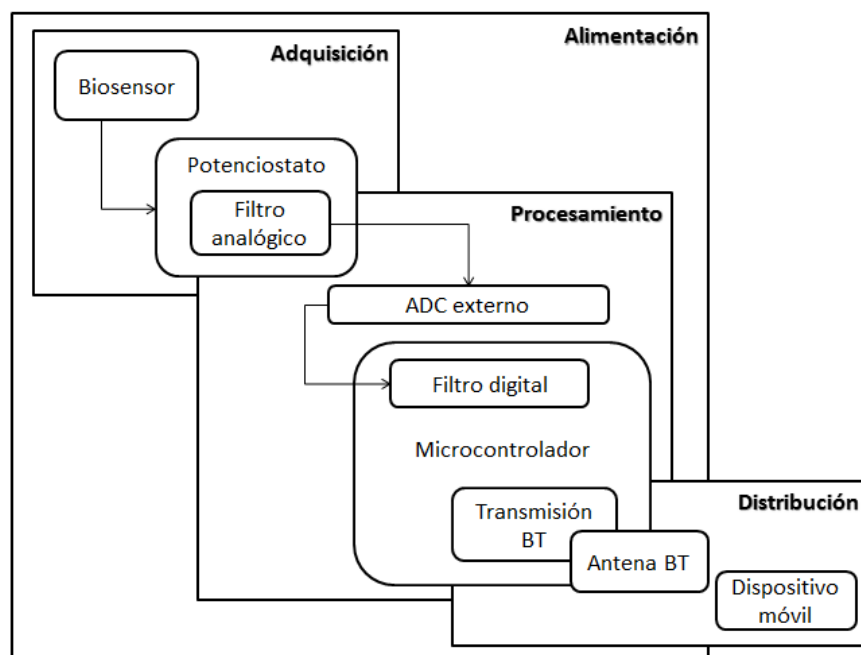 Alimentación
Adquisición
Biosensor
Potenciostato
Filtro
analógico
Procesamiento
ADC externo
Filtro digital
Microcontrolador
Transmisión
BT
Distribución
Antena BT
Dispositivo
móvil